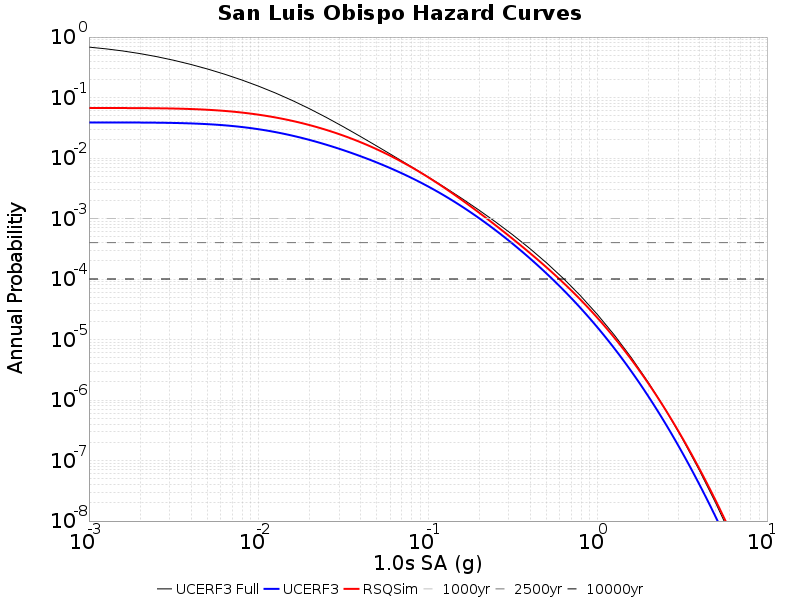 San Luis Obispo Hazard Curves
Annual Probabilitiy
10^0
10^-1
10^-2
10^-3
10^-4
10^-5
10^-6
10^-7
10^-8
10^-3 10^-2 10^-1 10^0 10^1
1.0s SA (g)
UCERF3 Full UCERF3 RSQSim 1000yr 2500yr 10000yr